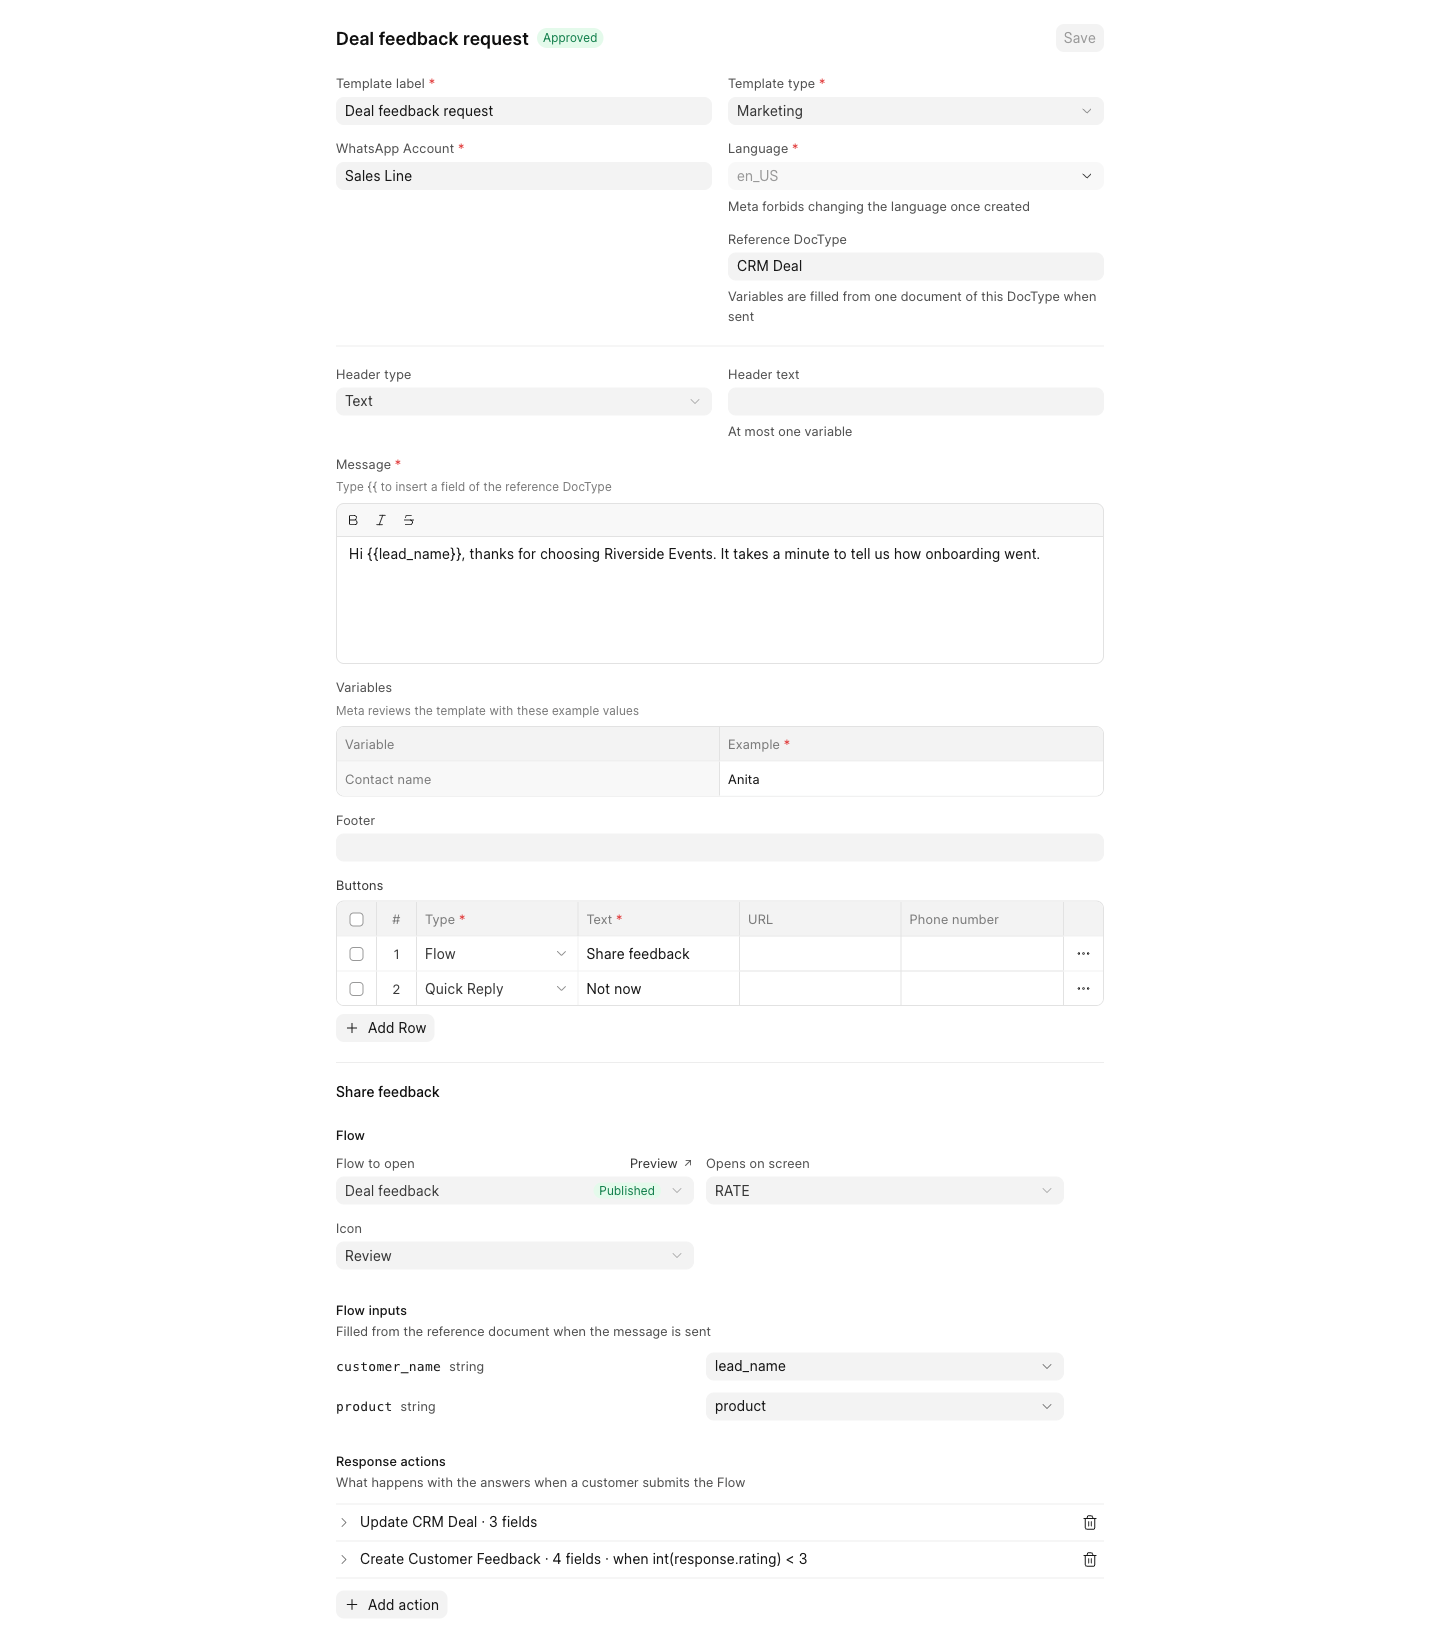 Deal feedback request Approved Save
Template label * Template type *
Deal feedback request Marketing
WhatsApp Account * Language *
Sales Line en_US
Meta forbids changing the language once created
Reference DocType
CRM Deal
Variables are filled from one document of this DocType when
sent
Header type Header text
Text
At most one variable
Message *
Type {{ to insert a field of the reference DocType
B I S
Hi {{lead_name}}, thanks for choosing Riverside Events. It takes a minute to tell us how onboarding went.
Variables
Meta reviews the template with these example values
Variable Example *
Contact name Anita
Footer
Buttons
# Type * Text * URL Phone number
1 Flow Share feedback
2 Quick Reply Not now
Add Row
Share feedback
Flow
Flow to open Preview Opens on screen
Deal feedback Published RATE
Icon
Review
Flow inputs
Filled from the reference document when the message is sent
customer_name string lead_name
product string product
Response actions
What happens with the answers when a customer submits the Flow
Update CRM Deal · 3 fields
Create Customer Feedback · 4 fields · when int(response.rating) < 3
Add action